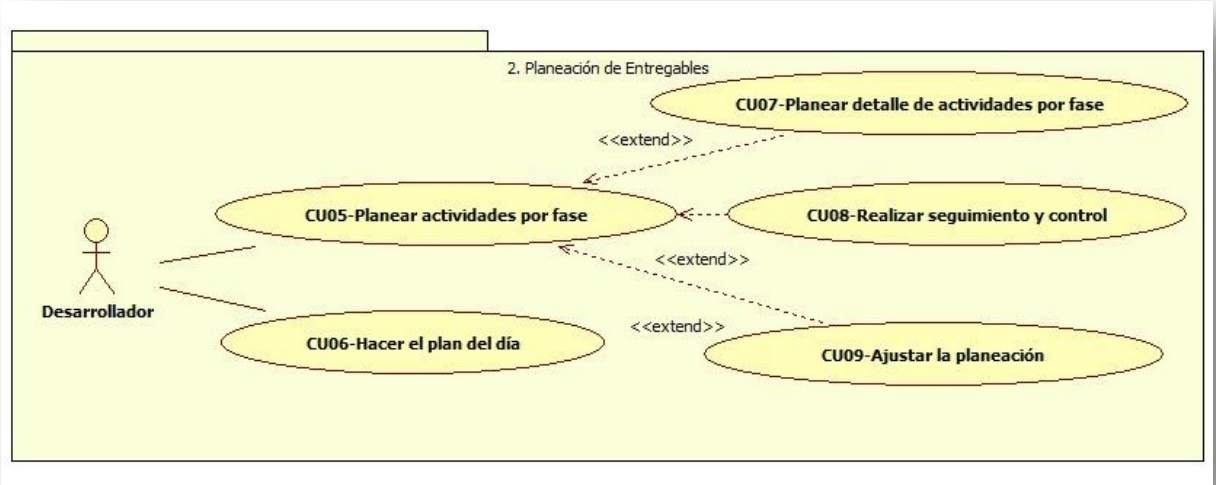 2. Planeación de Entregables
CU07-Planear detalle de actividades por fase
<<extend>>
CU05-Planear actividades por fase
CU08-Realizar seguimiento y control
<<extend>>
Desarrollador
<<extend>>
CU06-Hacer el plan del día
CU09-Ajustar la planeación